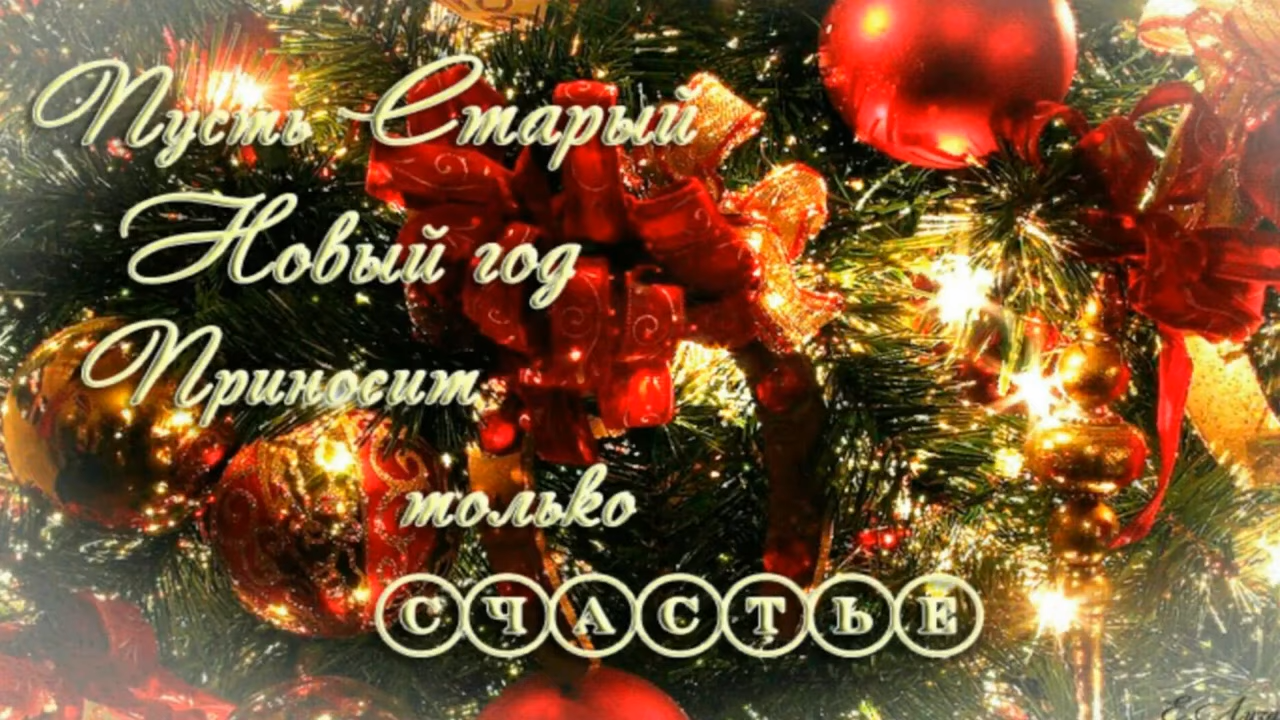 Пусть Старый
Новый год
Приносит
только
СЧАСТЬЕ